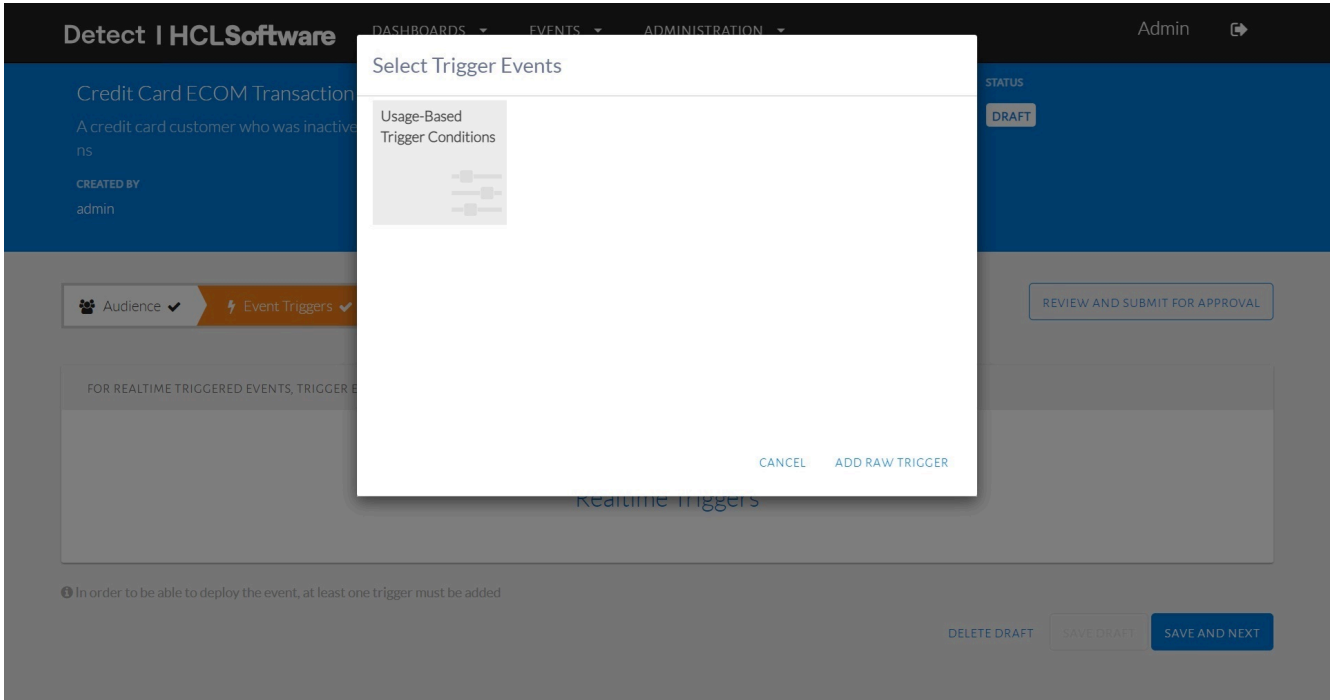 Detect | HCLSoftware
DASHBOARDS
EVENTS
ADMINISTRATION
Admin
Credit Card ECOM Transaction
A credit card customer who was inactive
ns
CREATED BY
admin
STATUS
DRAFT
Select Trigger Events
Usage-Based
Trigger Conditions
CANCEL
ADD RAW TRIGGER
Audience
Event Triggers
REVIEW AND SUBMIT FOR APPROVAL
FOR REALTIME TRIGGERED EVENTS, TRIGGER E
Realtime Triggers
In order to be able to deploy the event, at least one trigger must be added
DELETE DRAFT
SAVE DRAFT
SAVE AND NEXT